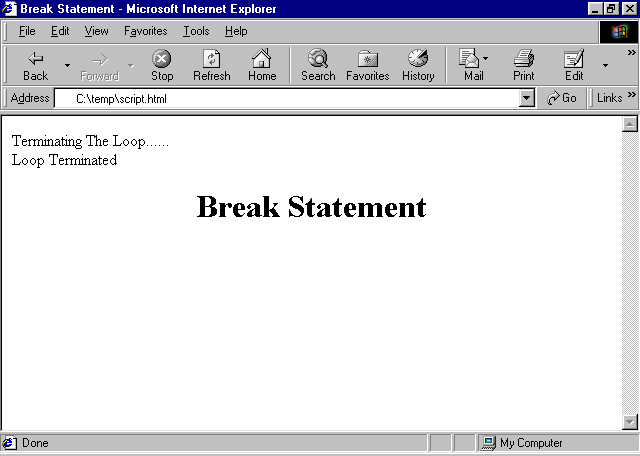 Break Statement - Microsoft Internet Explorer
File Edit View Favorites Tools Help
Back Forward Stop Refresh Home Search Favorites History Mail Print Edit »
Address C:\temp\script.html Go Links »
Terminating The Loop......
Loop Terminated
Break Statement
Done My Computer